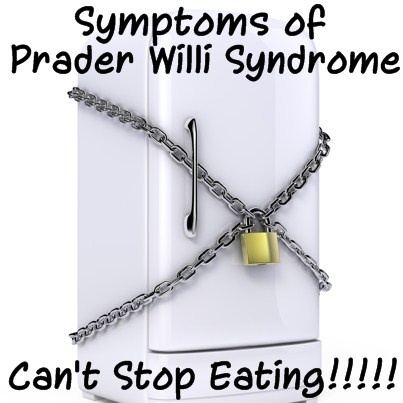 Symptoms of
Prader Willi Syndrome
Can't Stop Eating!!!!!